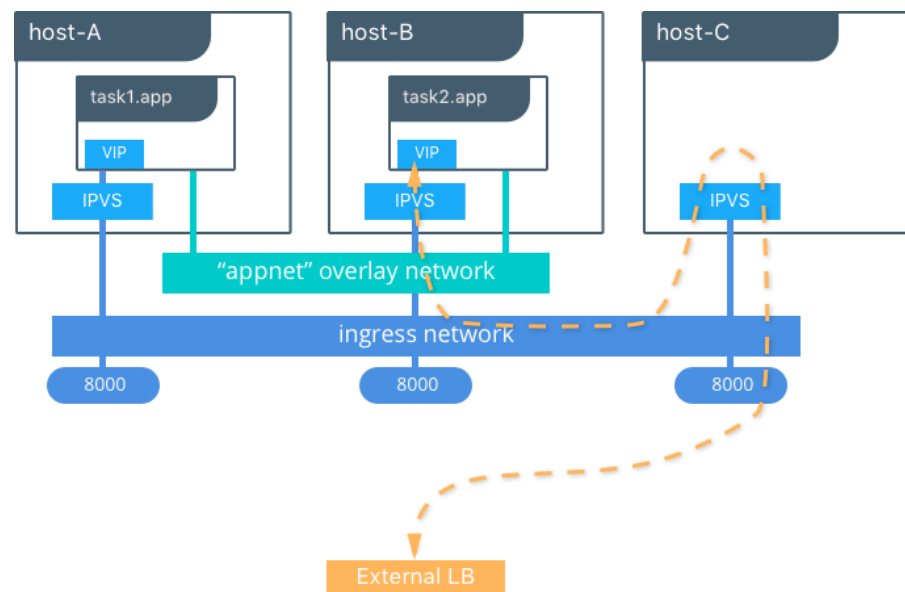 host-A
host-B
host-C
task1.app
task2.app
VIP
VIP
IPVS
IPVS
IPVS
“appnet” overlay network
ingress network
8000
8000
8000
External LB